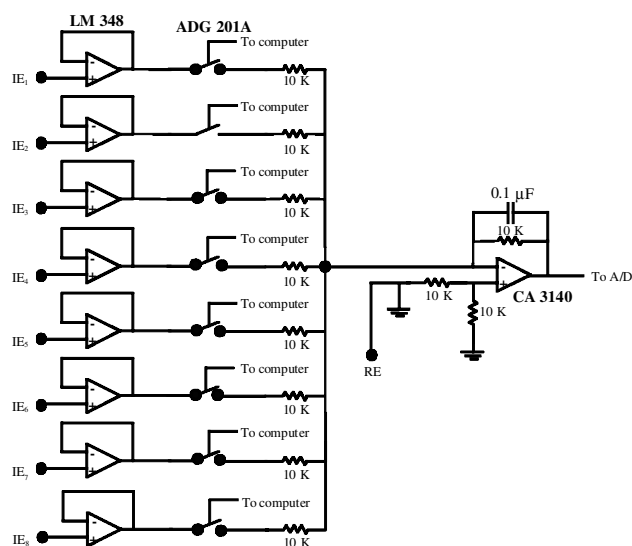 LM 348
ADG 201A
To computer
IE₁
10 K
To computer
IE₂
10 K
To computer
IE₃
10 K
To computer
IE₄
10 K
To computer
IE₅
10 K
To computer
IE₆
10 K
To computer
IE₇
10 K
To computer
IE₈
10 K
0.1 µF
10 K
To A/D
CA 3140
10 K
10 K
RE